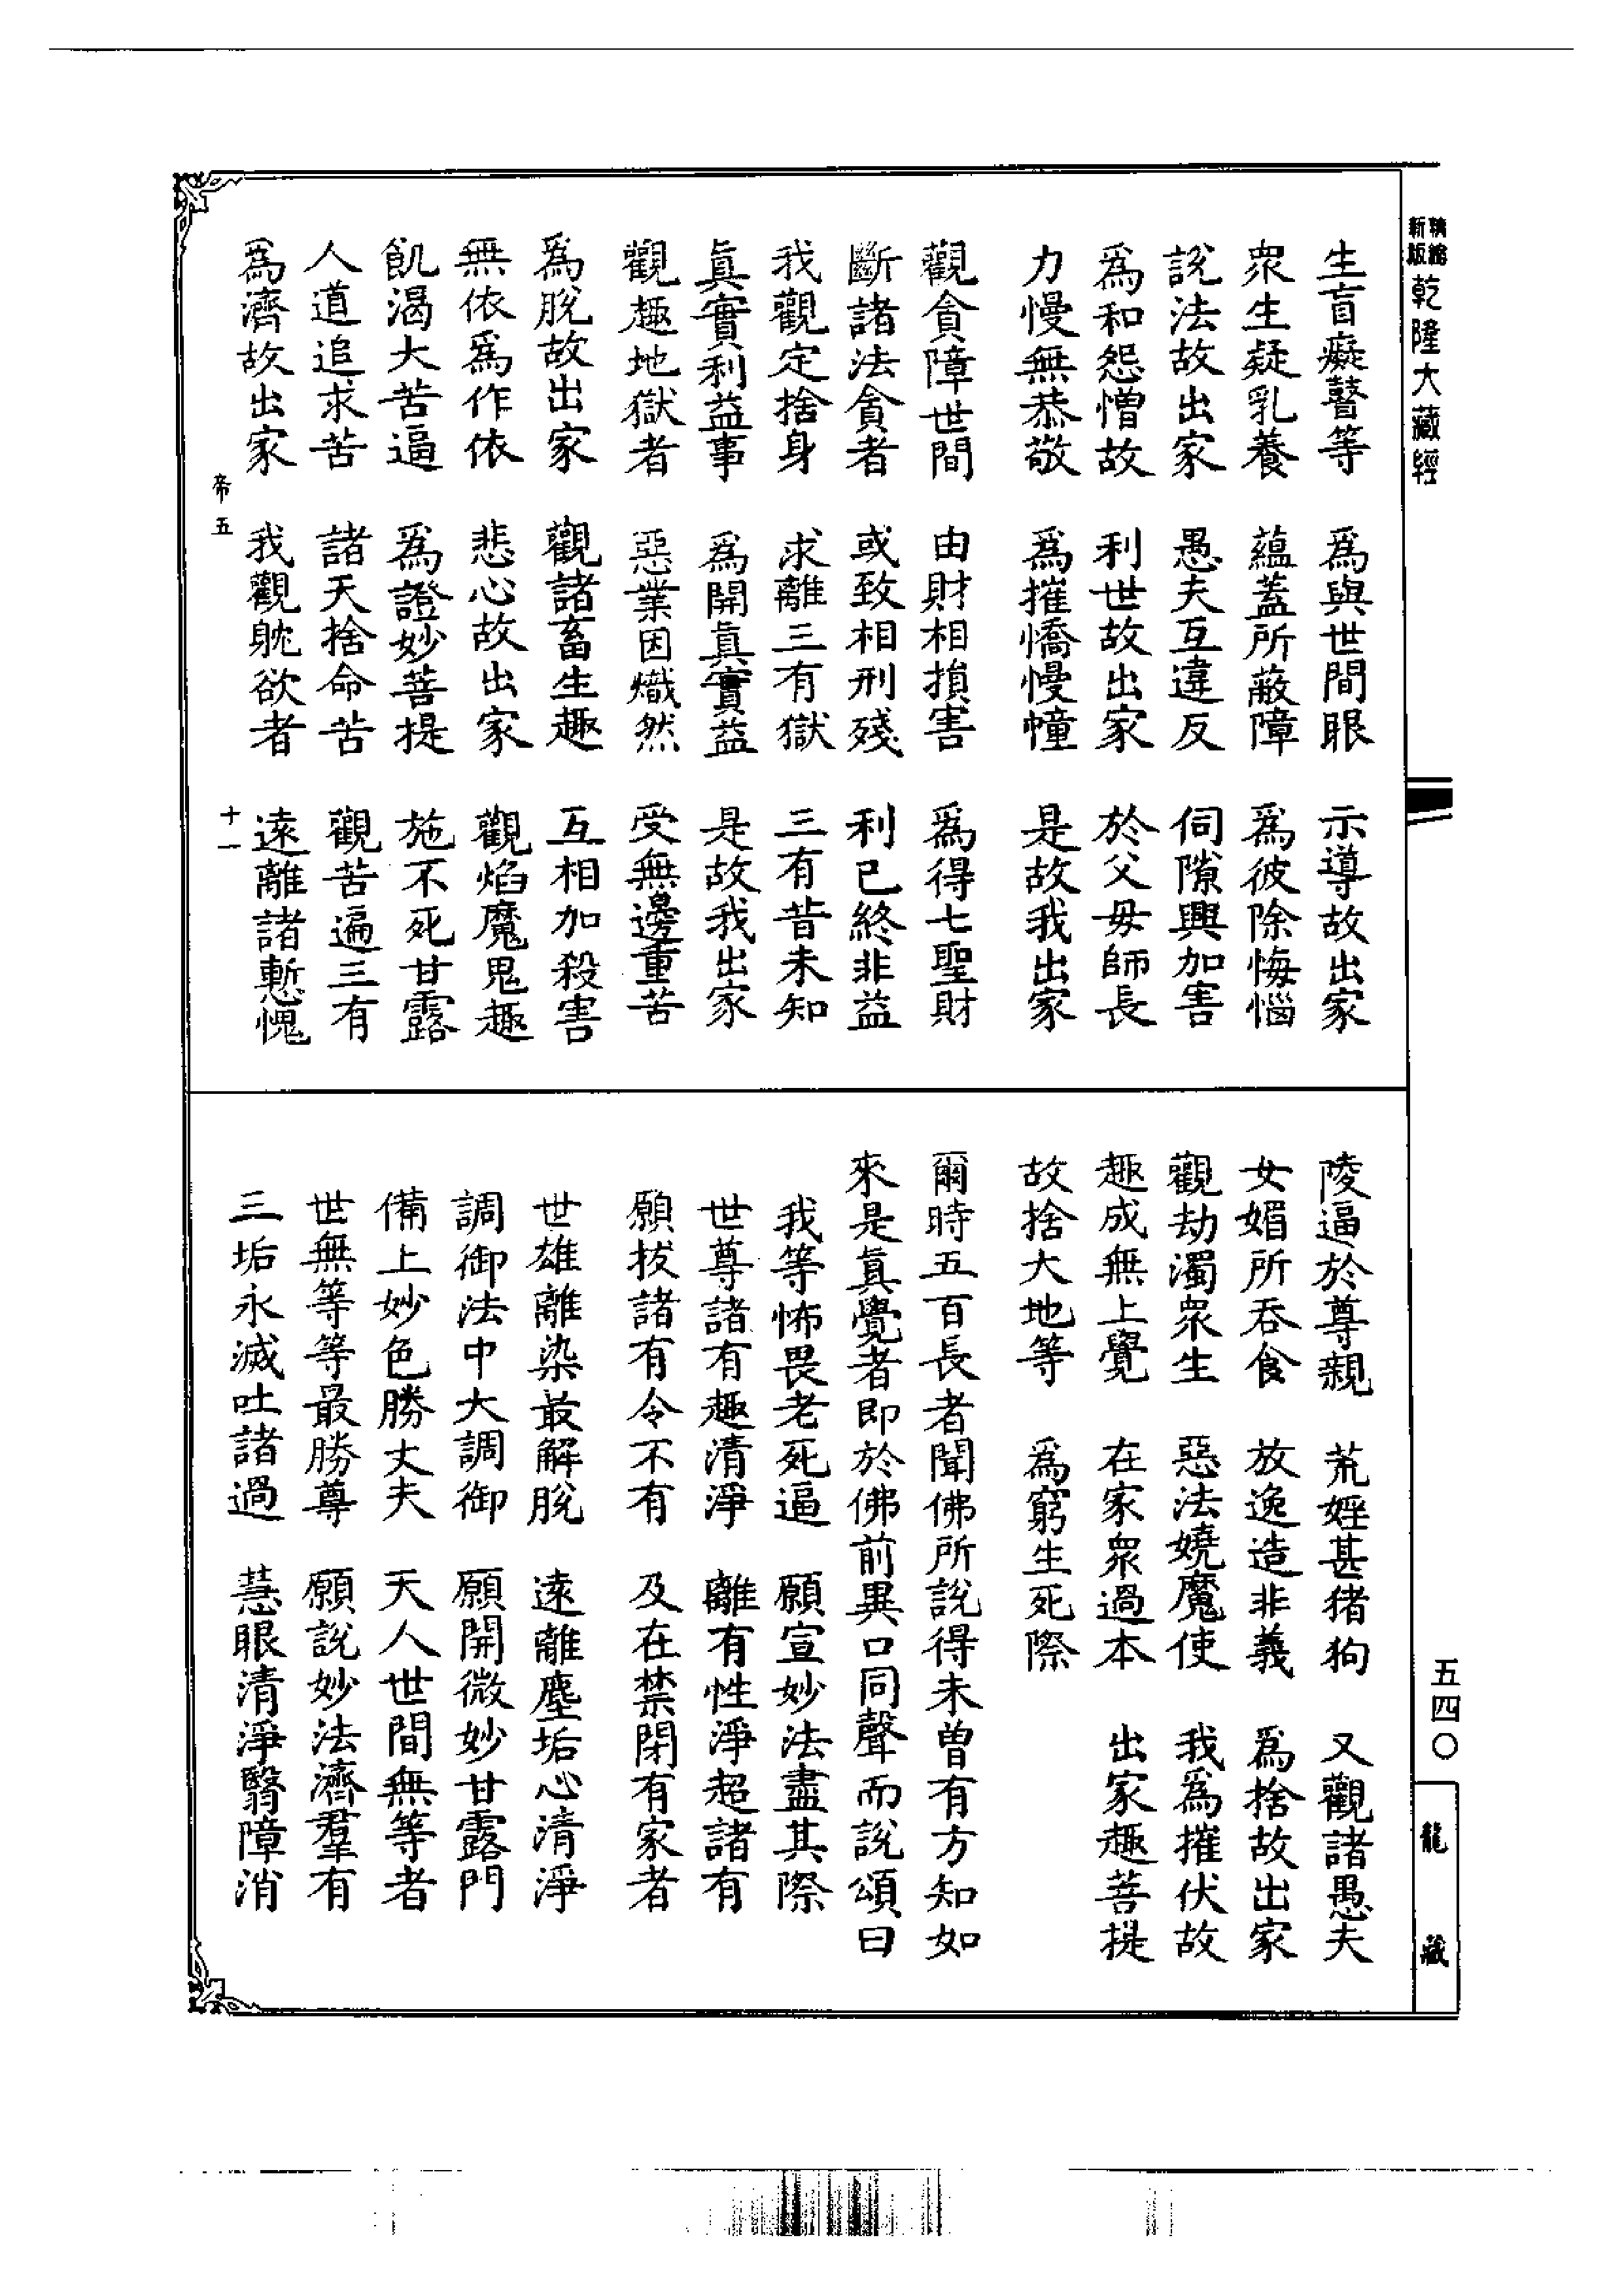 新編縮版乾隆大藏經
生盲癡瞽等　爲與世間眼　示導故出家
衆生疑乳養　蘊蓋所蔽障　爲彼除悔惱
說法故出家　愚夫互違反　伺隙興加害
爲和怨憎故　利世故出家　於父母師長
力慢無恭敬　爲摧憍慢幢　是故我出家
觀貪障世間　由財相損害　爲得七聖財
斷諸法貪者　或致相刑殘　利已終非益
我觀定捨身　求離三有獄　三有昔未知
眞實利益事　爲開眞實益　是故我出家
觀趣地獄者　惡業因熾然　受無邊重苦
爲脫故出家　觀諸畜生趣　互相加殺害
無依爲作依　悲心故出家　觀焰魔鬼趣
飢渴大苦逼　爲證妙菩提　施不死甘露
人道追求苦　諸天捨命苦　觀苦遍三有
爲濟故出家　我觀躭欲者　遠離諸慙愧
帝五　十一
陵逼於尊親　荒婬甚猪狗　又觀諸愚夫
女媚所吞食　放逸造非義　爲捨故出家
觀劫濁衆生　惡法嬈魔使　我爲摧伏故
趣成無上覺　在家衆過本　出家趣菩提
故捨大地等　爲窮生死際
爾時五百長者聞佛所說得未曾有方知如
來是眞覺者即於佛前異口同聲而說頌曰
我等怖畏老死逼　願宣妙法盡其際
世尊諸有趣清淨　離有性淨超諸有
願拔諸有令不有　及在禁閉有家者
世雄離染最解脫　遠離塵垢心清淨
調御法中大調御　願開微妙甘露門
備上妙色勝丈夫　天人世間無等者
世無等等最勝尊　願說妙法濟羣有
三垢永滅吐諸過　慧眼清淨翳障消
五四〇
龍藏